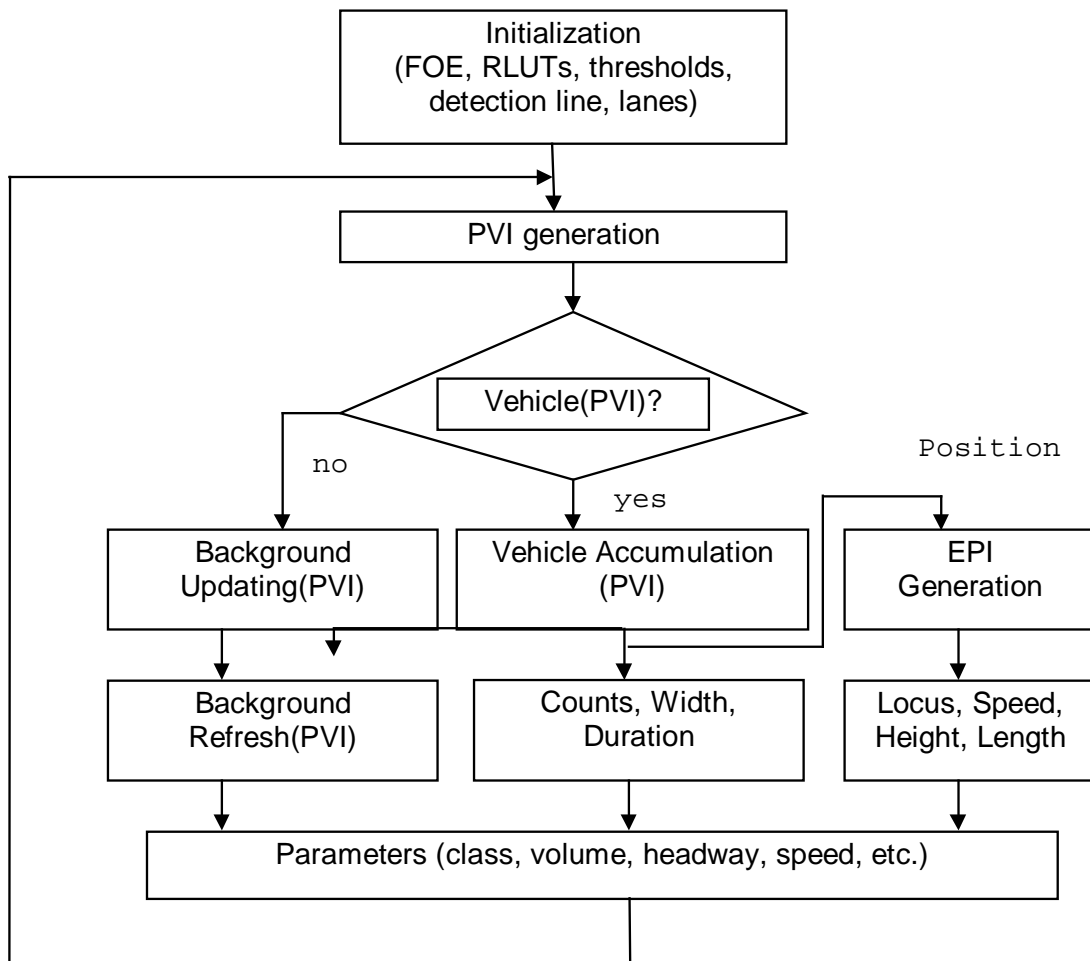 Initialization
(FOE, RLUTs, thresholds,
detection line, lanes)
PVI generation
Vehicle(PVI)?
no
yes
Position
Background
Updating(PVI)
Vehicle Accumulation
(PVI)
EPI
Generation
Background
Refresh(PVI)
Counts, Width,
Duration
Locus, Speed,
Height, Length
Parameters (class, volume, headway, speed, etc.)